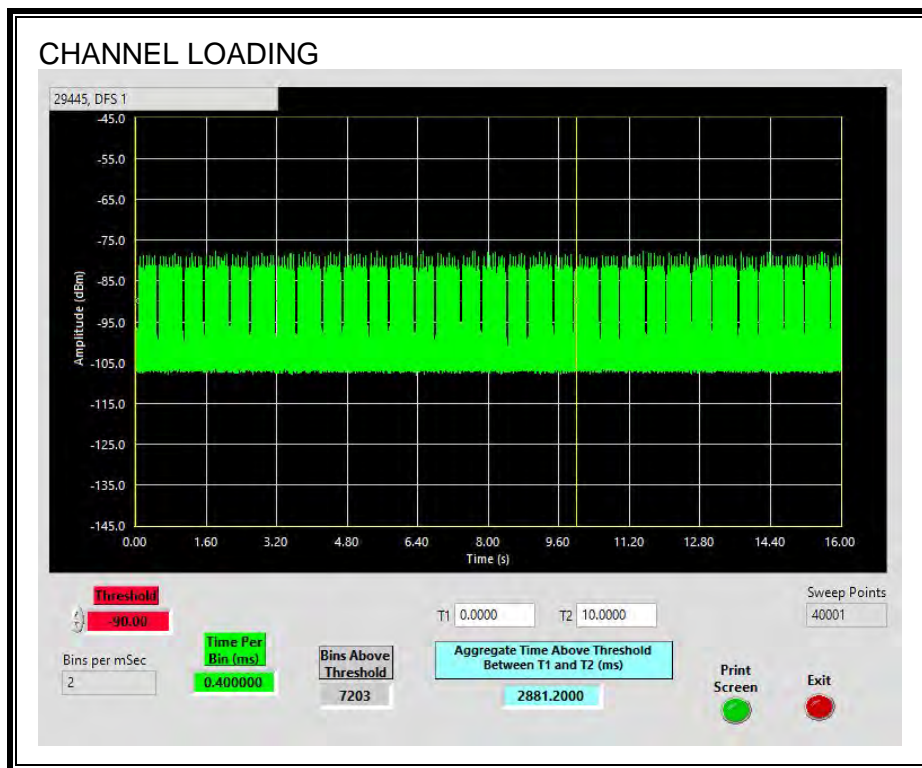 CHANNEL LOADING
29445, DFS 1
-45.0
-55.0
-65.0
-75.0
-85.0
-95.0
-105.0
-115.0
-125.0
-135.0
-145.0
Amplitude (dBm)
0.00 1.60 3.20 4.80 6.40 8.00 9.60 11.20 12.80 14.40 16.00
Time (s)
Threshold
-90.00
Bins per mSec
2
Time Per
Bin (ms)
0.400000
Bins Above
Threshold
7203
T1 0.0000 T2 10.0000
Aggregate Time Above Threshold
Between T1 and T2 (ms)
2881.2000
Sweep Points
40001
Print
Screen
Exit